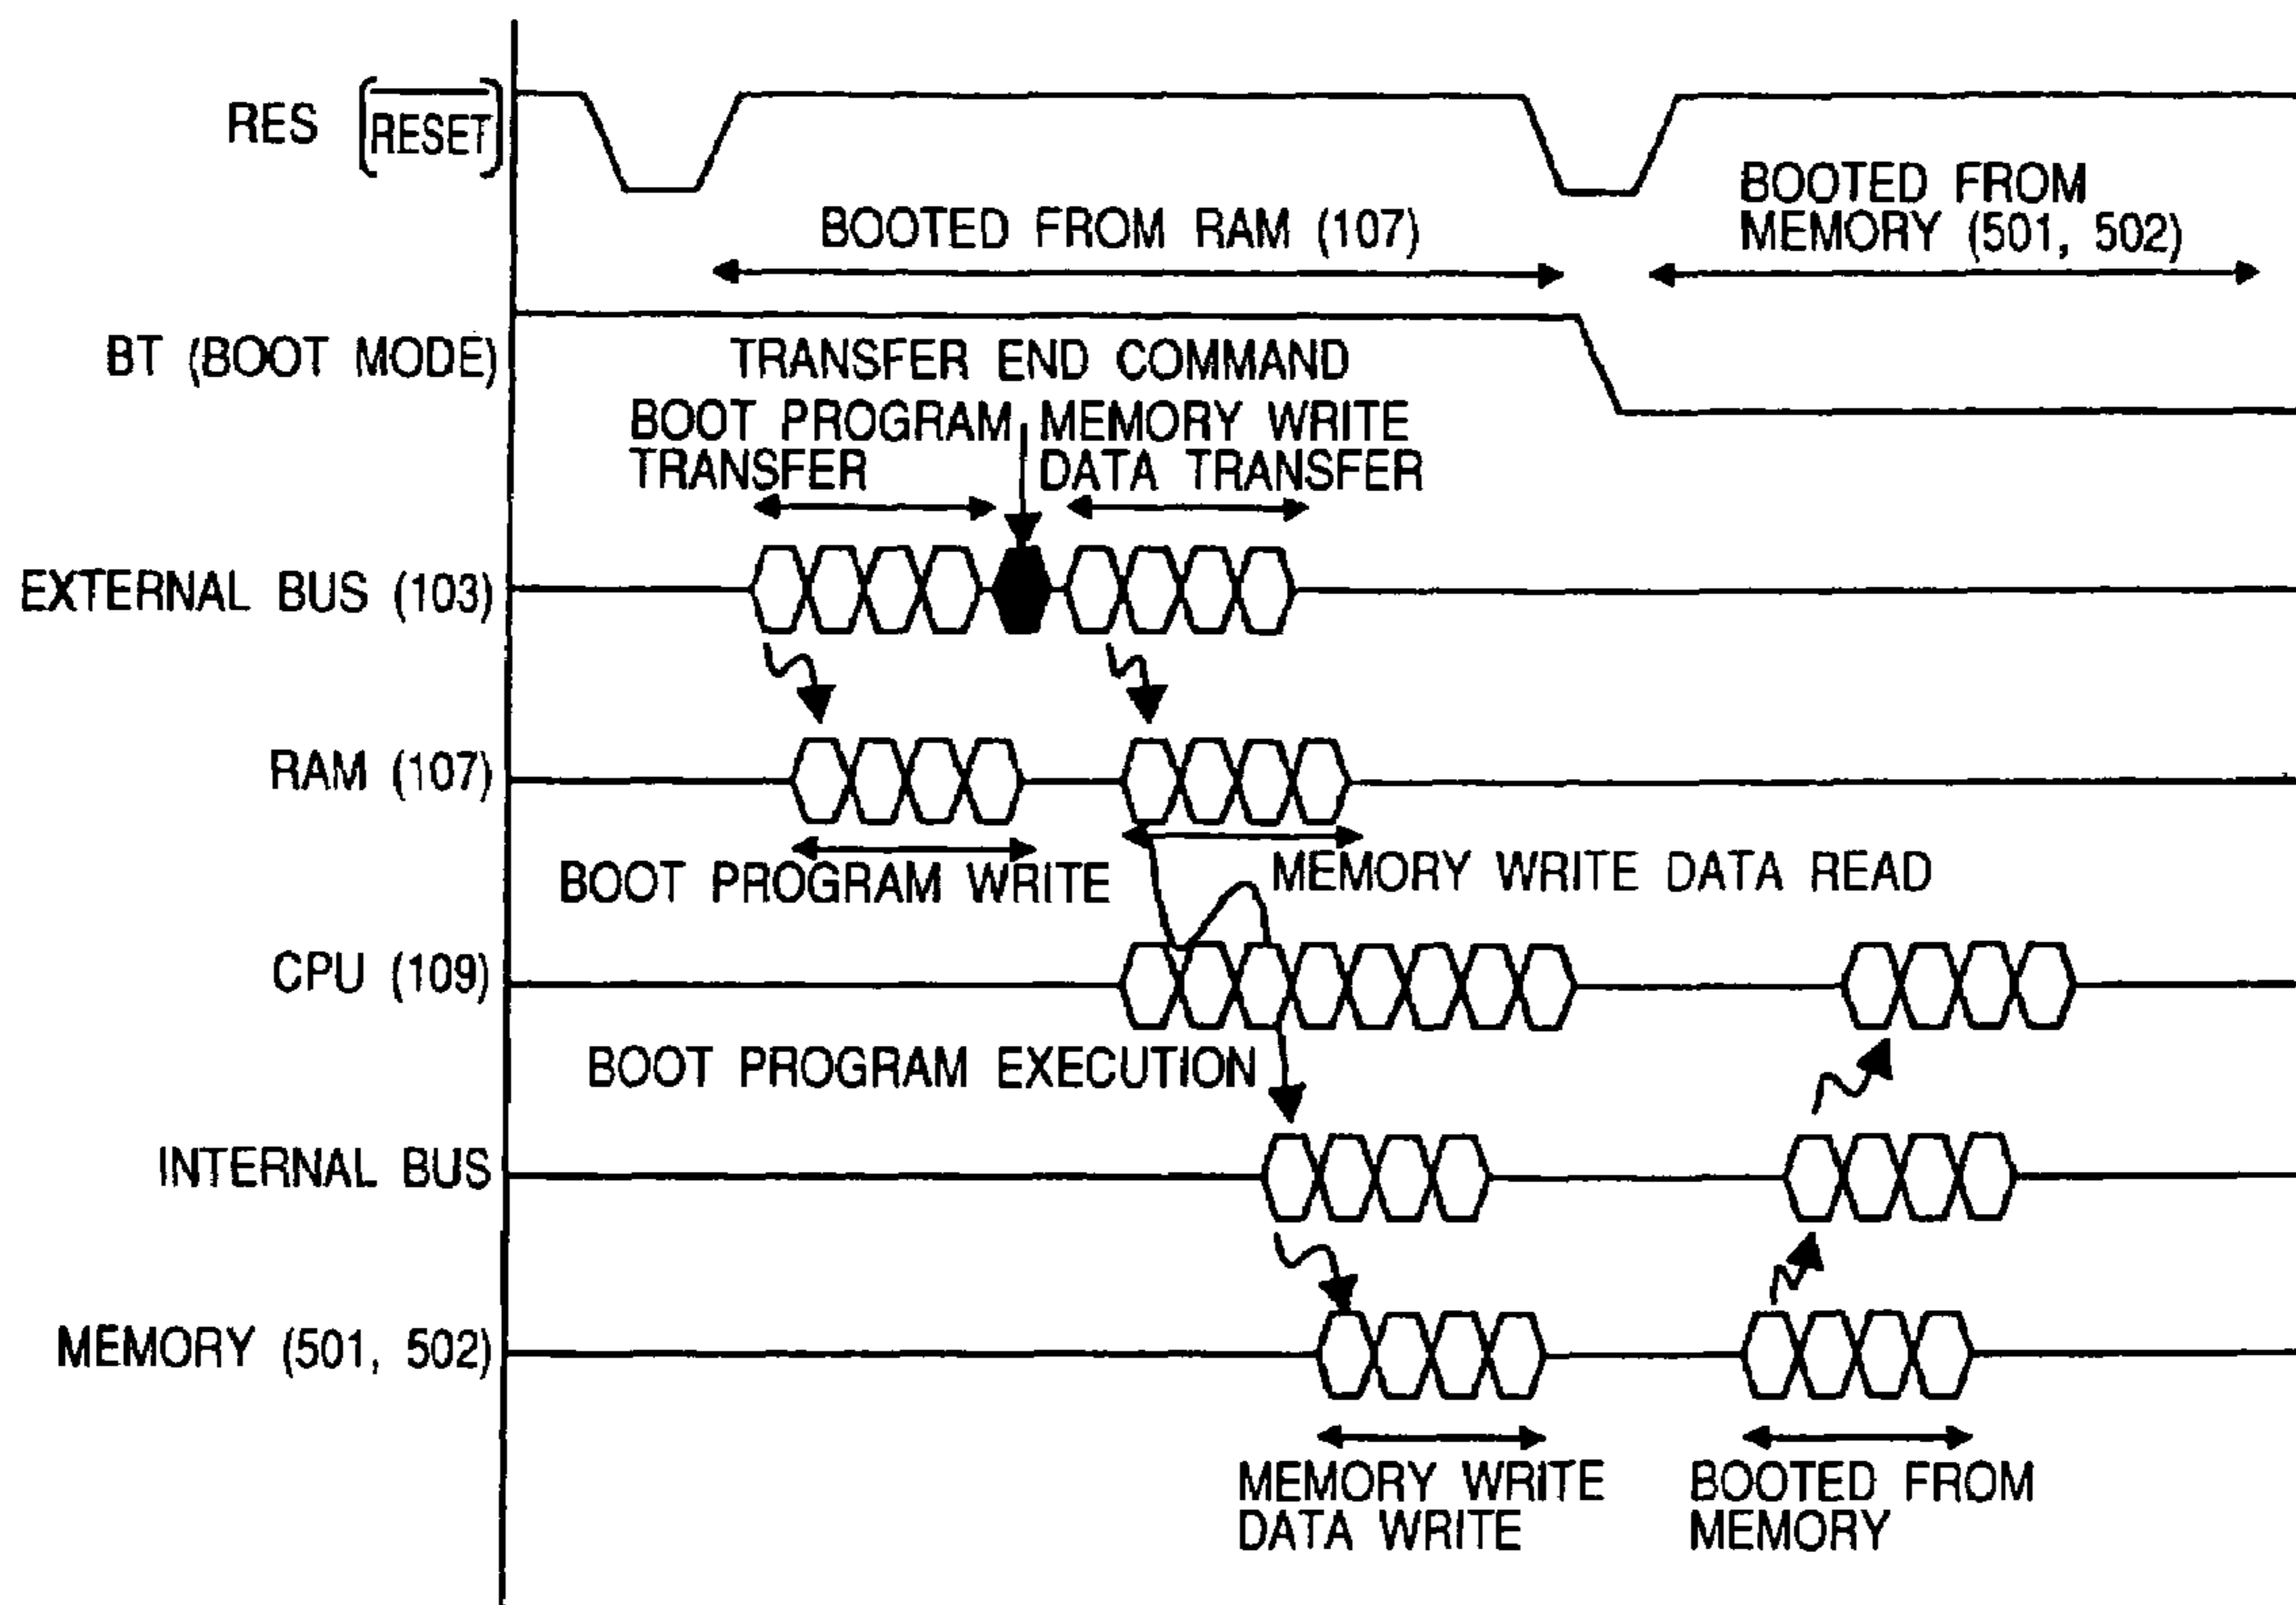 RES (RESET)
BOOTED FROM
MEMORY (501, 502)
BOOTED FROM RAM (107)
BT (BOOT MODE)
TRANSFER END COMMAND
BOOT PROGRAM
TRANSFER
MEMORY WRITE
DATA TRANSFER
EXTERNAL BUS (103)
RAM (107)
BOOT PROGRAM WRITE
MEMORY WRITE DATA READ
CPU (109)
BOOT PROGRAM EXECUTION
INTERNAL BUS
MEMORY (501, 502)
MEMORY WRITE
DATA WRITE
BOOTED FROM
MEMORY